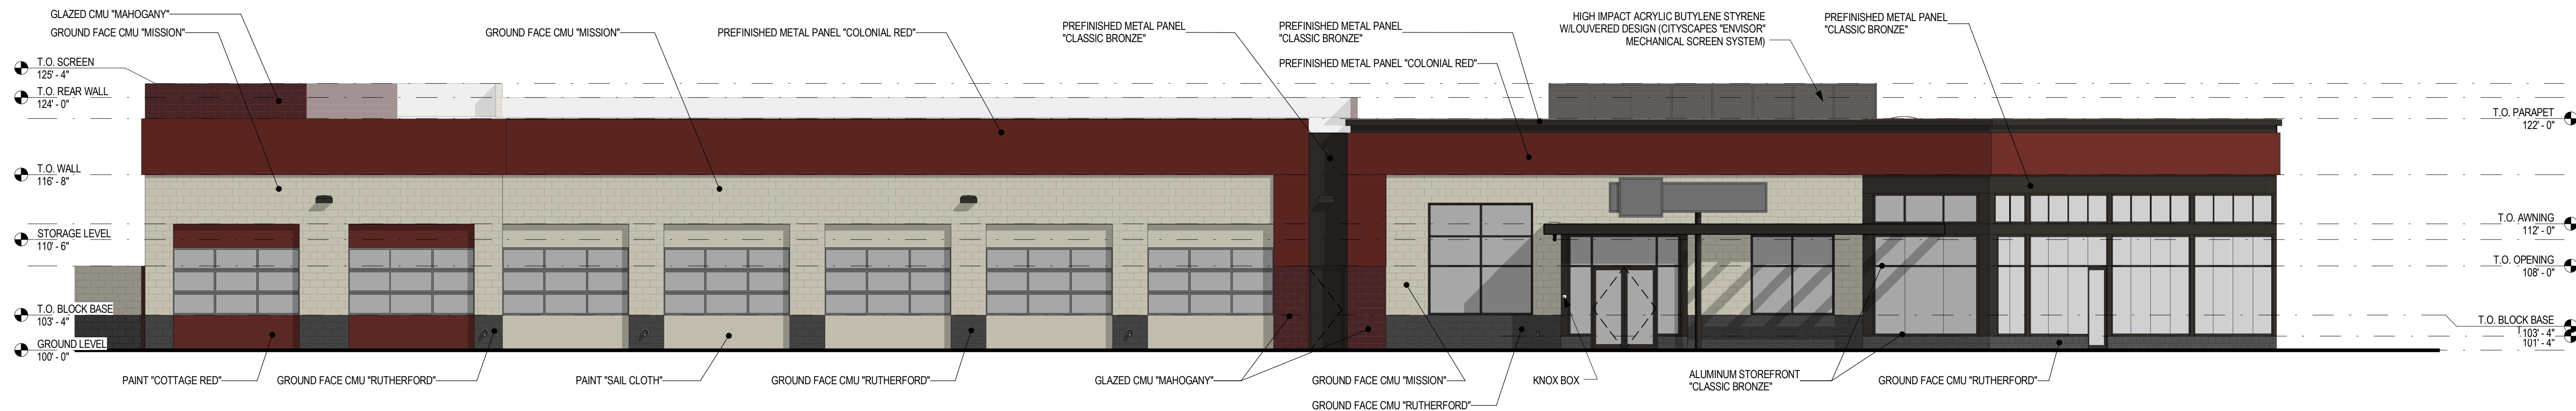 GLAZED CMU "MAHOGANY"
GROUND FACE CMU "MISSION"
GROUND FACE CMU "MISSION"
PREFINISHED METAL PANEL "COLONIAL RED"
PREFINISHED METAL PANEL
"CLASSIC BRONZE"
PREFINISHED METAL PANEL
"CLASSIC BRONZE"
PREFINISHED METAL PANEL "COLONIAL RED"
HIGH IMPACT ACRYLIC BUTYLENE STYRENE
W/LOUVERED DESIGN (CITYSCAPES "ENVISOR"
MECHANICAL SCREEN SYSTEM)
PREFINISHED METAL PANEL
"CLASSIC BRONZE"
T.O. SCREEN
125' - 4"
T.O. REAR WALL
124' - 0"
T.O. WALL
116' - 8"
STORAGE LEVEL
110' - 6"
T.O. BLOCK BASE
103' - 4"
GROUND LEVEL
100' - 0"
T.O. PARAPET
122' - 0"
T.O. AWNING
112' - 0"
T.O. OPENING
108' - 0"
T.O. BLOCK BASE
103' - 4"
101' - 4"
PAINT "COTTAGE RED"
GROUND FACE CMU "RUTHERFORD"
PAINT "SAIL CLOTH"
GROUND FACE CMU "RUTHERFORD"
GLAZED CMU "MAHOGANY"
GROUND FACE CMU "MISSION"
GROUND FACE CMU "RUTHERFORD"
KNOX BOX
ALUMINUM STOREFRONT
"CLASSIC BRONZE"
GROUND FACE CMU "RUTHERFORD"